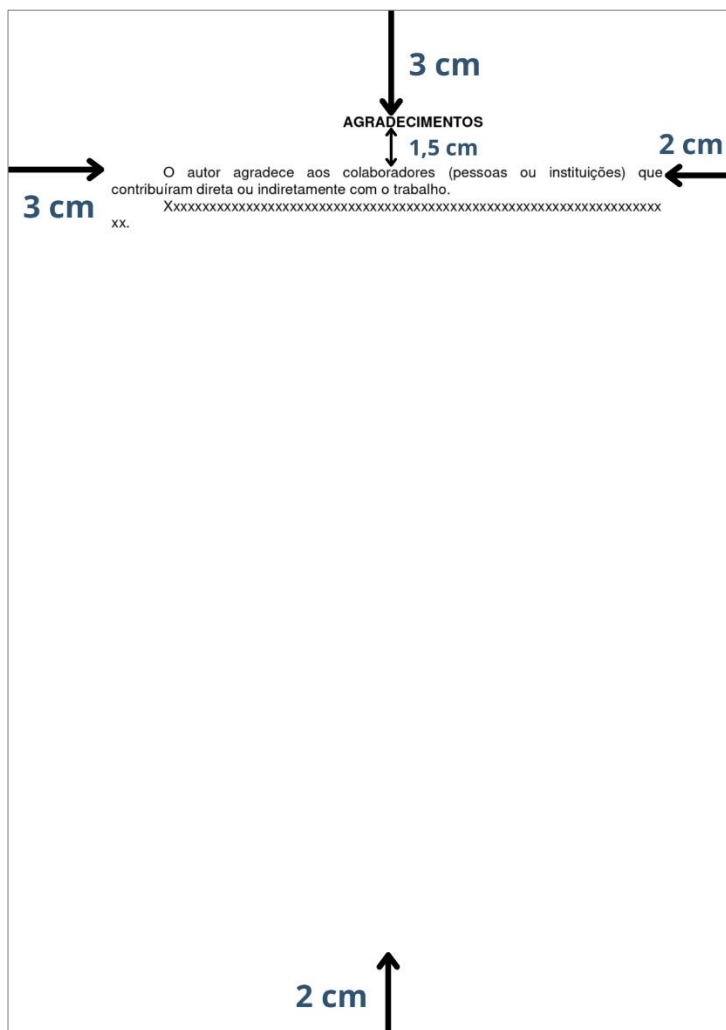 3 cm
AGRADECIMENTOS
1,5 cm
2 cm
O autor agradece aos colaboradores (pessoas ou instituições) que
3 cm
contribuíram direta ou indiretamente com o trabalho.
Xxxxxxxxxxxxxxxxxxxxxxxxxxxxxxxxxxxxxxxxxxxxxxxxxxxxxxxxxxxxxxxxxxxx
xx.
2 cm